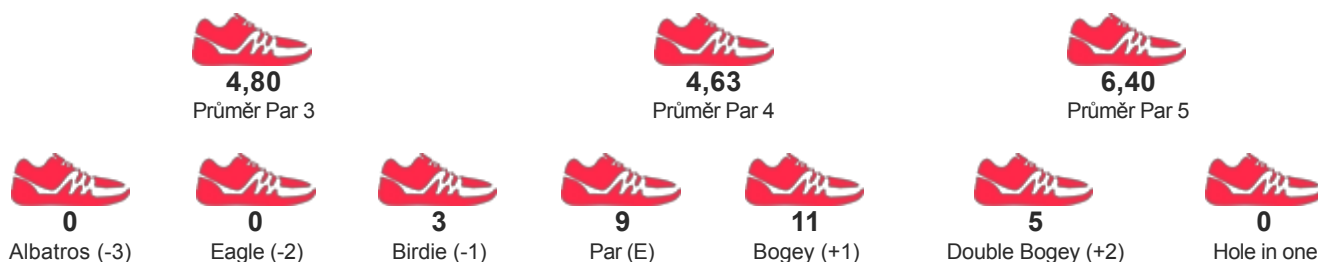 4,80 4,63 6,40
Průměr Par 3 Průměr Par 4 Průměr Par 5
0 0 3 9 11 5 0
Albatros (-3) Eagle (-2) Birdie (-1) Par (E) Bogey (+1) Double Bogey (+2) Hole in one